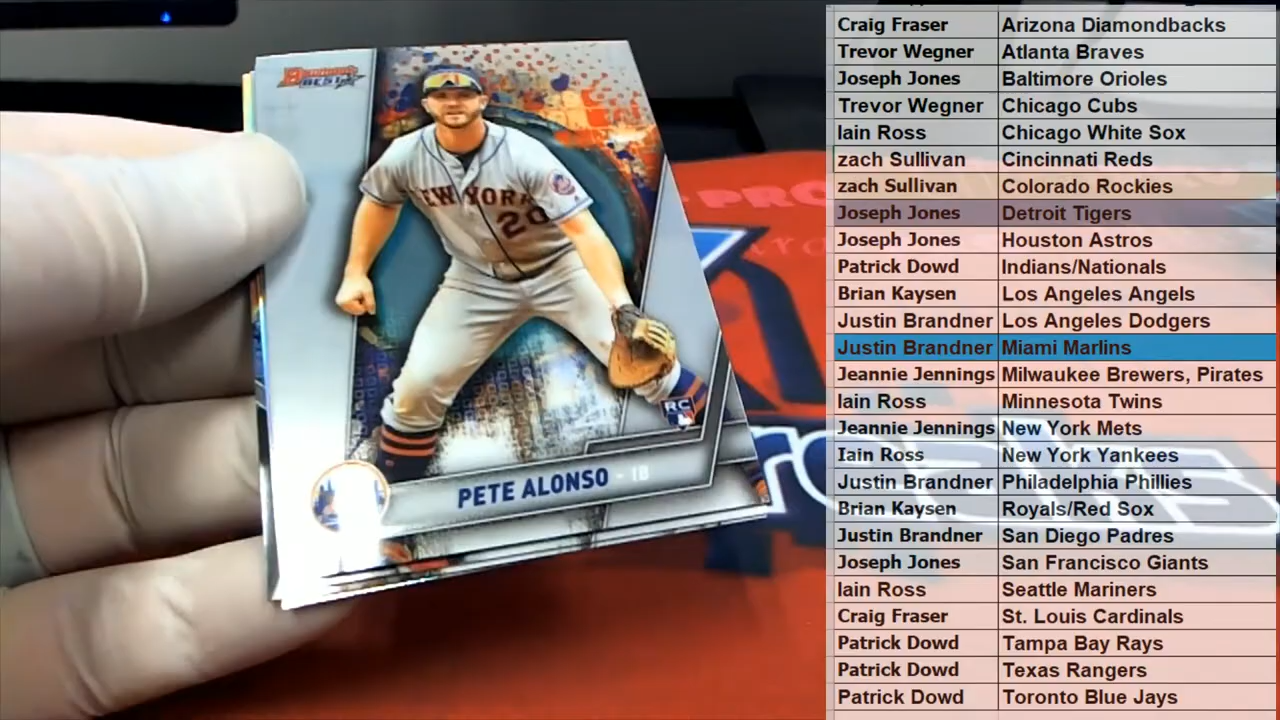 Bowman's
BEST
NEW YORK
20
RC
PETE ALONSO - 1B
PRO
Craig Fraser Arizona Diamondbacks
Trevor Wegner Atlanta Braves
Joseph Jones Baltimore Orioles
Trevor Wegner Chicago Cubs
Iain Ross Chicago White Sox
zach Sullivan Cincinnati Reds
zach Sullivan Colorado Rockies
Joseph Jones Detroit Tigers
Joseph Jones Houston Astros
Patrick Dowd Indians/Nationals
Brian Kaysen Los Angeles Angels
Justin Brandner Los Angeles Dodgers
Justin Brandner Miami Marlins
Jeannie Jennings Milwaukee Brewers, Pirates
Iain Ross Minnesota Twins
Jeannie Jennings New York Mets
Iain Ross New York Yankees
Justin Brandner Philadelphia Phillies
Brian Kaysen Royals/Red Sox
Justin Brandner San Diego Padres
Joseph Jones San Francisco Giants
Iain Ross Seattle Mariners
Craig Fraser St. Louis Cardinals
Patrick Dowd Tampa Bay Rays
Patrick Dowd Texas Rangers
Patrick Dowd Toronto Blue Jays